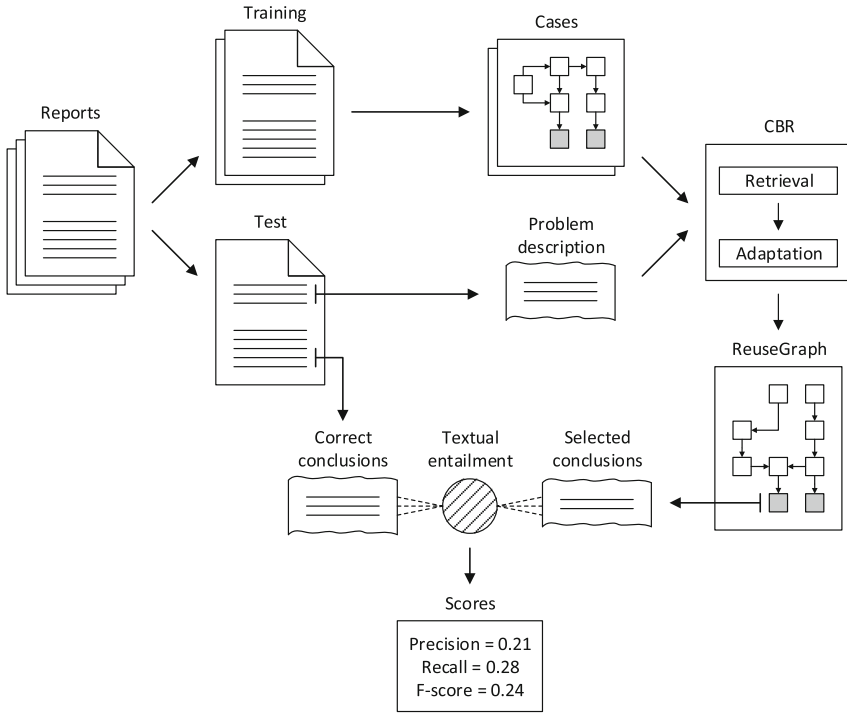 Training
Cases
Reports
CBR
Retrieval
Adaptation
Test
Problem
description
ReuseGraph
Correct
conclusions
Textual
entailment
Selected
conclusions
Scores
Precision = 0.21
Recall = 0.28
F-score = 0.24